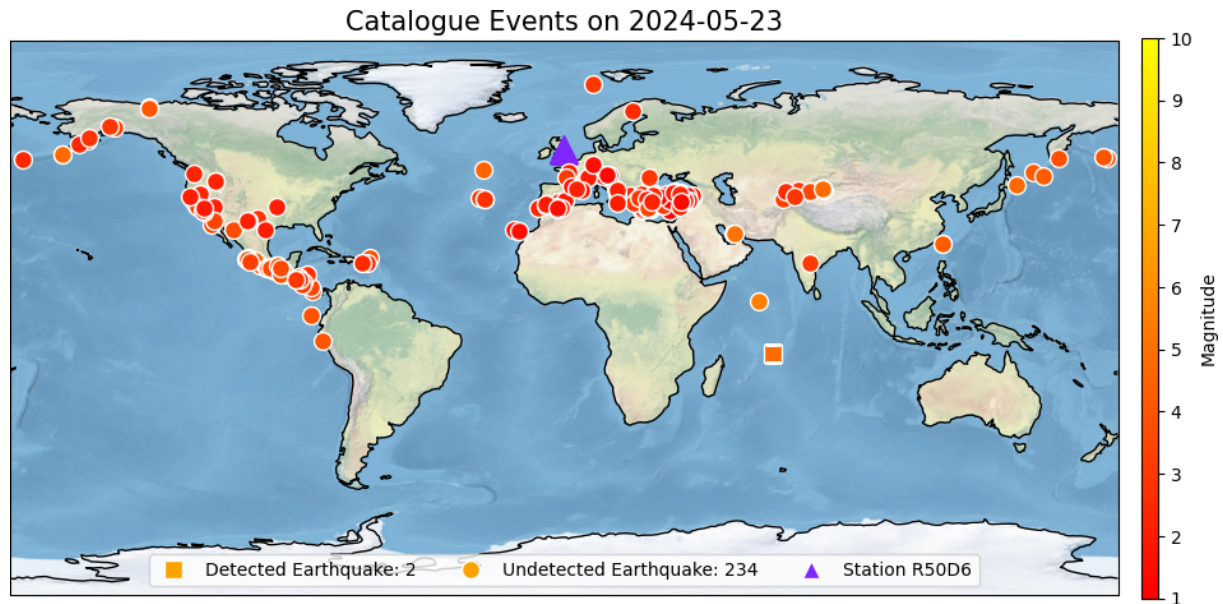 Catalogue Events on 2024-05-23
10
9
8
7
6
5
4
3
2
1
Magnitude
Detected Earthquake: 2
Undetected Earthquake: 234
Station R50D6